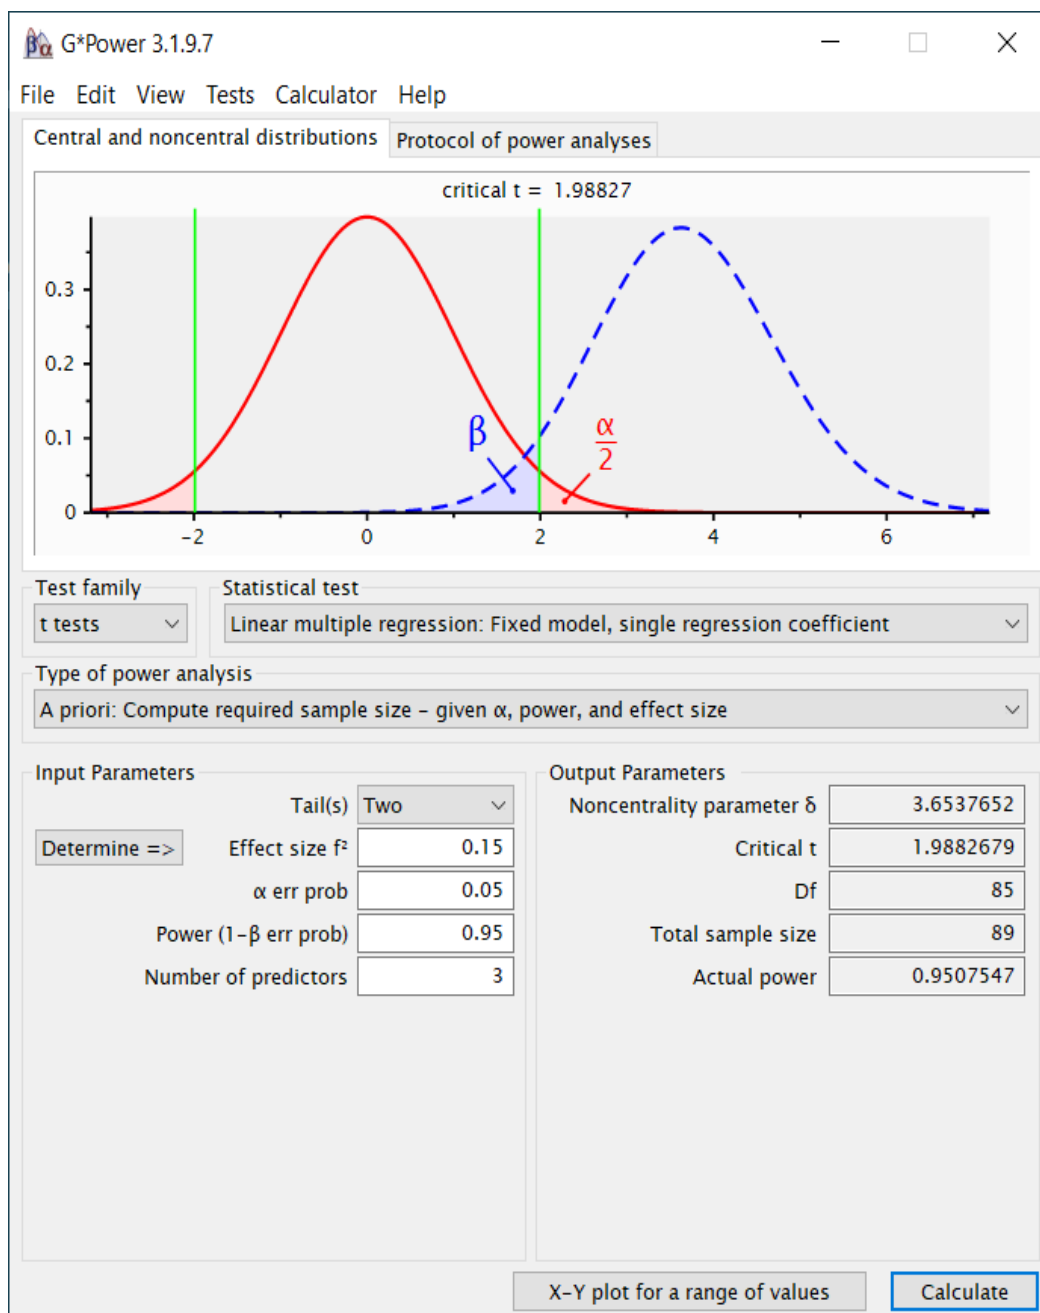 G*Power 3.1.9.7
File Edit View Tests Calculator Help
Central and noncentral distributions Protocol of power analyses
critical t = 1.98827
0.3
0.2
0.1
0
β
α
2
-2 0 2 4 6
Test family Statistical test
t tests Linear multiple regression: Fixed model, single regression coefficient
Type of power analysis
A priori: Compute required sample size – given α, power, and effect size
Input Parameters Output Parameters
Tail(s) Two Noncentrality parameter δ 3.6537652
Determine => Effect size f² 0.15 Critical t 1.9882679
α err prob 0.05 Df 85
Power (1–β err prob) 0.95 Total sample size 89
Number of predictors 3 Actual power 0.9507547
X–Y plot for a range of values Calculate